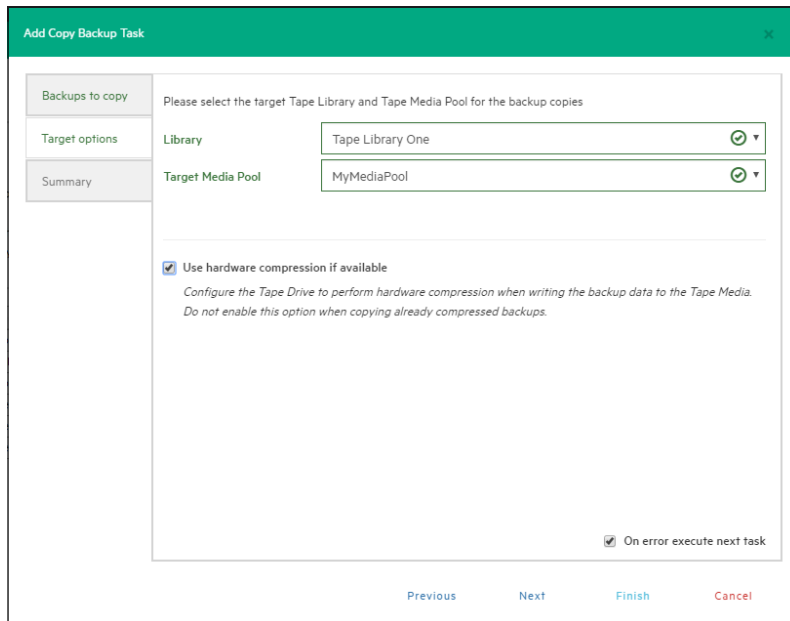 Add Copy Backup Task
Backups to copy
Please select the target Tape Library and Tape Media Pool for the backup copies
Target options
Library
Tape Library One
Summary
Target Media Pool
MyMediaPool
Use hardware compression if available
Configure the Tape Drive to perform hardware compression when writing the backup data to the Tape Media.
Do not enable this option when copying already compressed backups.
On error execute next task
Previous Next Finish Cancel